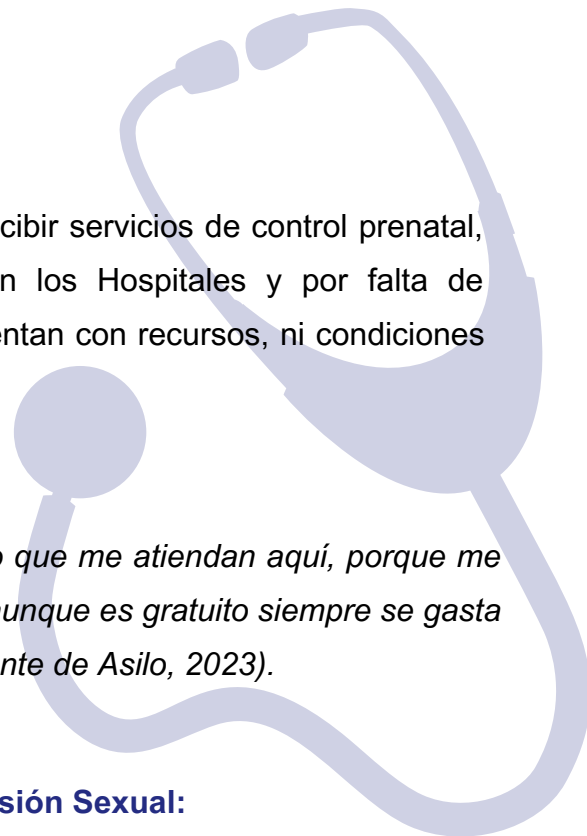 cibir servicios de control prenatal,
n los Hospitales y por falta de
entan con recursos, ni condiciones
o que me atiendan aquí, porque me
aunque es gratuito siempre se gasta
nte de Asilo, 2023).
sión Sexual: